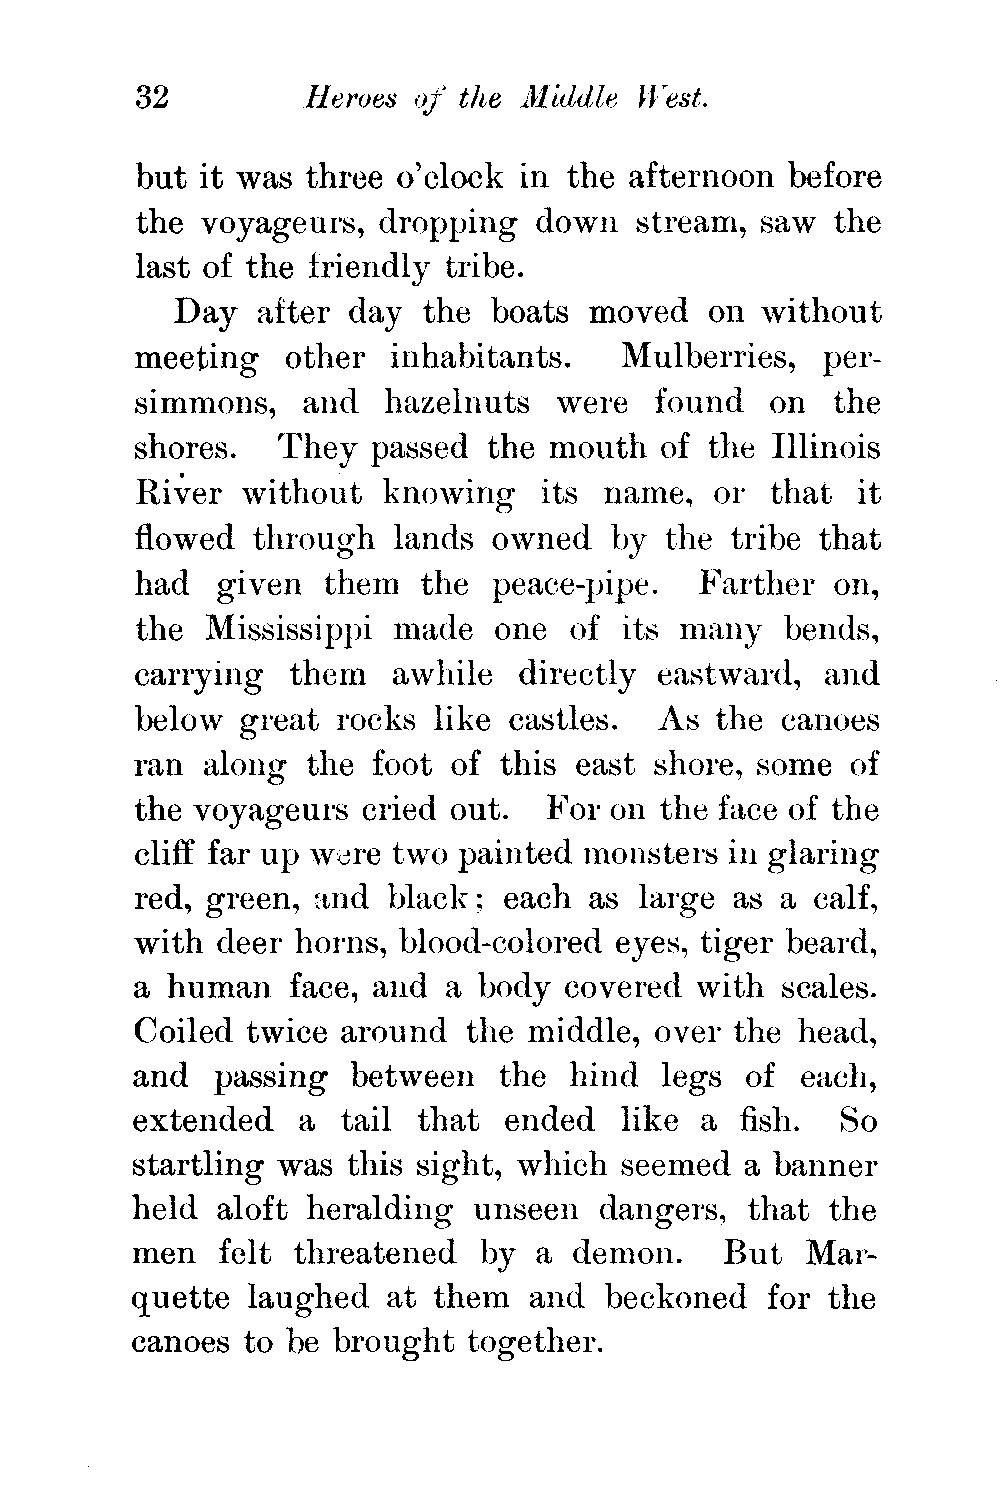 32 Heroes of the Middle West.
but it was three o'clock in the afternoon before
the voyageurs, dropping down stream, saw the
last of the friendly tribe.
Day after day the boats moved on without
meeting other inhabitants. Mulberries, per-
simmons, and hazelnuts were found on the
shores. They passed the mouth of the Illinois
River without knowing its name, or that it
flowed through lands owned by the tribe that
had given them the peace-pipe. Farther on,
the Mississippi made one of its many bends,
carrying them awhile directly eastward, and
below great rocks like castles. As the canoes
ran along the foot of this east shore, some of
the voyageurs cried out. For on the face of the
cliff far up were two painted monsters in glaring
red, green, and black; each as large as a calf,
with deer horns, blood-colored eyes, tiger beard,
a human face, and a body covered with scales.
Coiled twice around the middle, over the head,
and passing between the hind legs of each,
extended a tail that ended like a fish. So
startling was this sight, which seemed a banner
held aloft heralding unseen dangers, that the
men felt threatened by a demon. But Mar-
quette laughed at them and beckoned for the
canoes to be brought together.